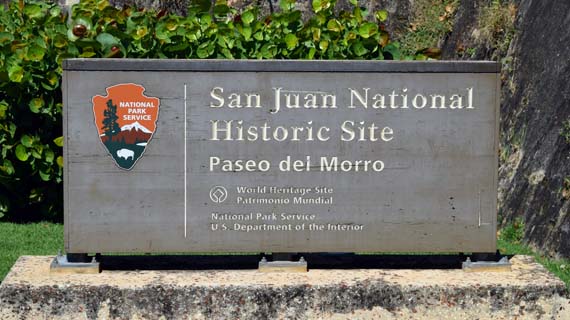 NATIONAL
PARK
SERVICE
San Juan National
Historic Site
Paseo del Morro
World Heritage Site
Patrimonio Mundial
National Park Service
U.S. Department of the Interior